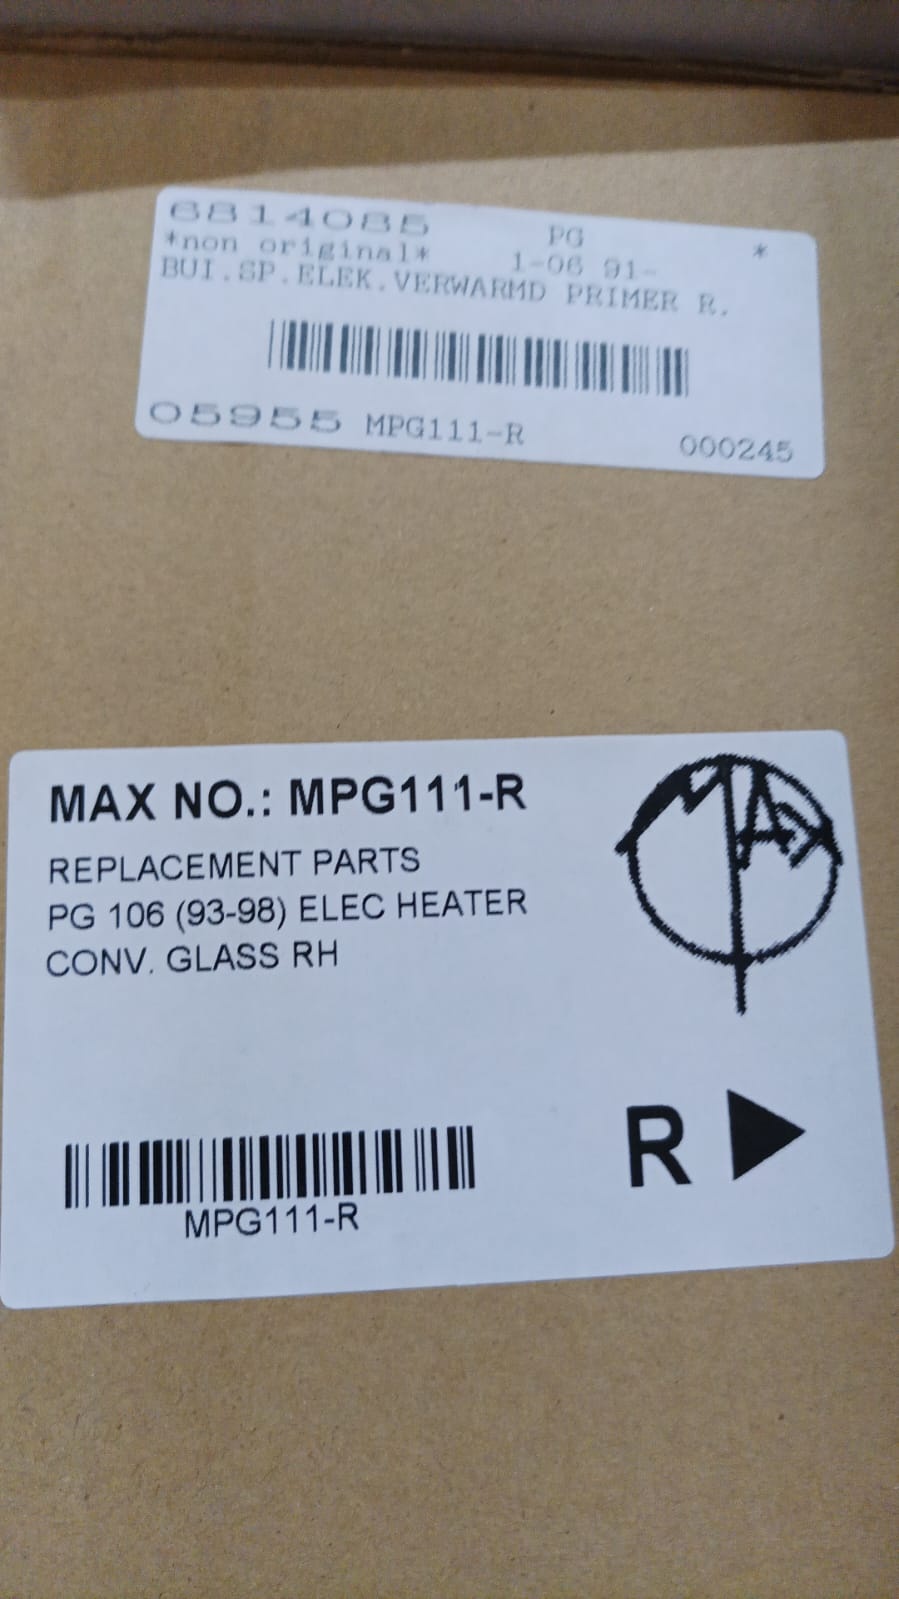 6814085 PG *
*non original* 1-06 91-
BUI.SP.ELEK.VERWARMD PRIMER R.
05955 MPG111-R 000245
MAX NO.: MPG111-R
REPLACEMENT PARTS
PG 106 (93-98) ELEC HEATER
CONV. GLASS RH
MAX
R
MPG111-R